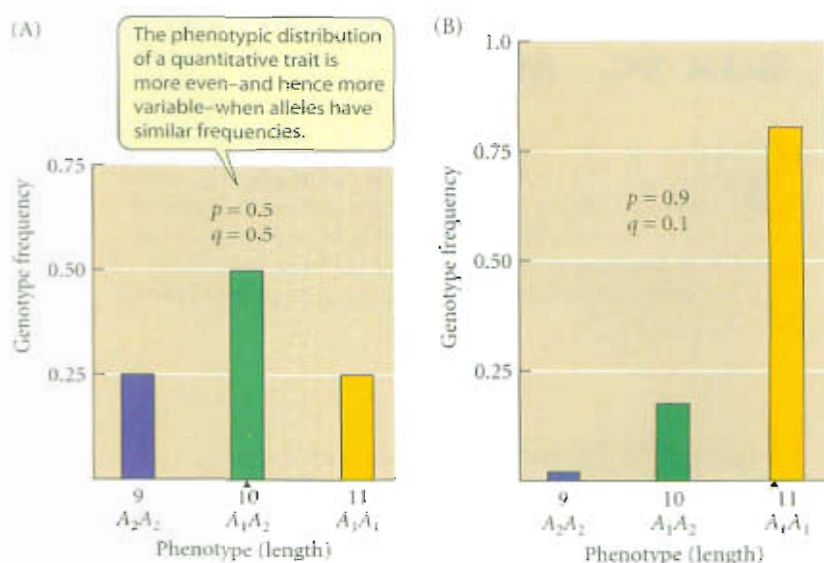 (A)
The phenotypic distribution
of a quantitative trait is
more even–and hence more
variable–when alleles have
similar frequencies.
0.75
0.50
0.25
Genotype frequency
p = 0.5
q = 0.5
9
10
11
A₂A₂
A₁A₂
A₁A₁
Phenotype (length)
(B)
1.0
0.75
0.50
0.25
Genotype frequency
p = 0.9
q = 0.1
9
10
11
A₂A₂
A₁A₂
A₁A₁
Phenotype (length)